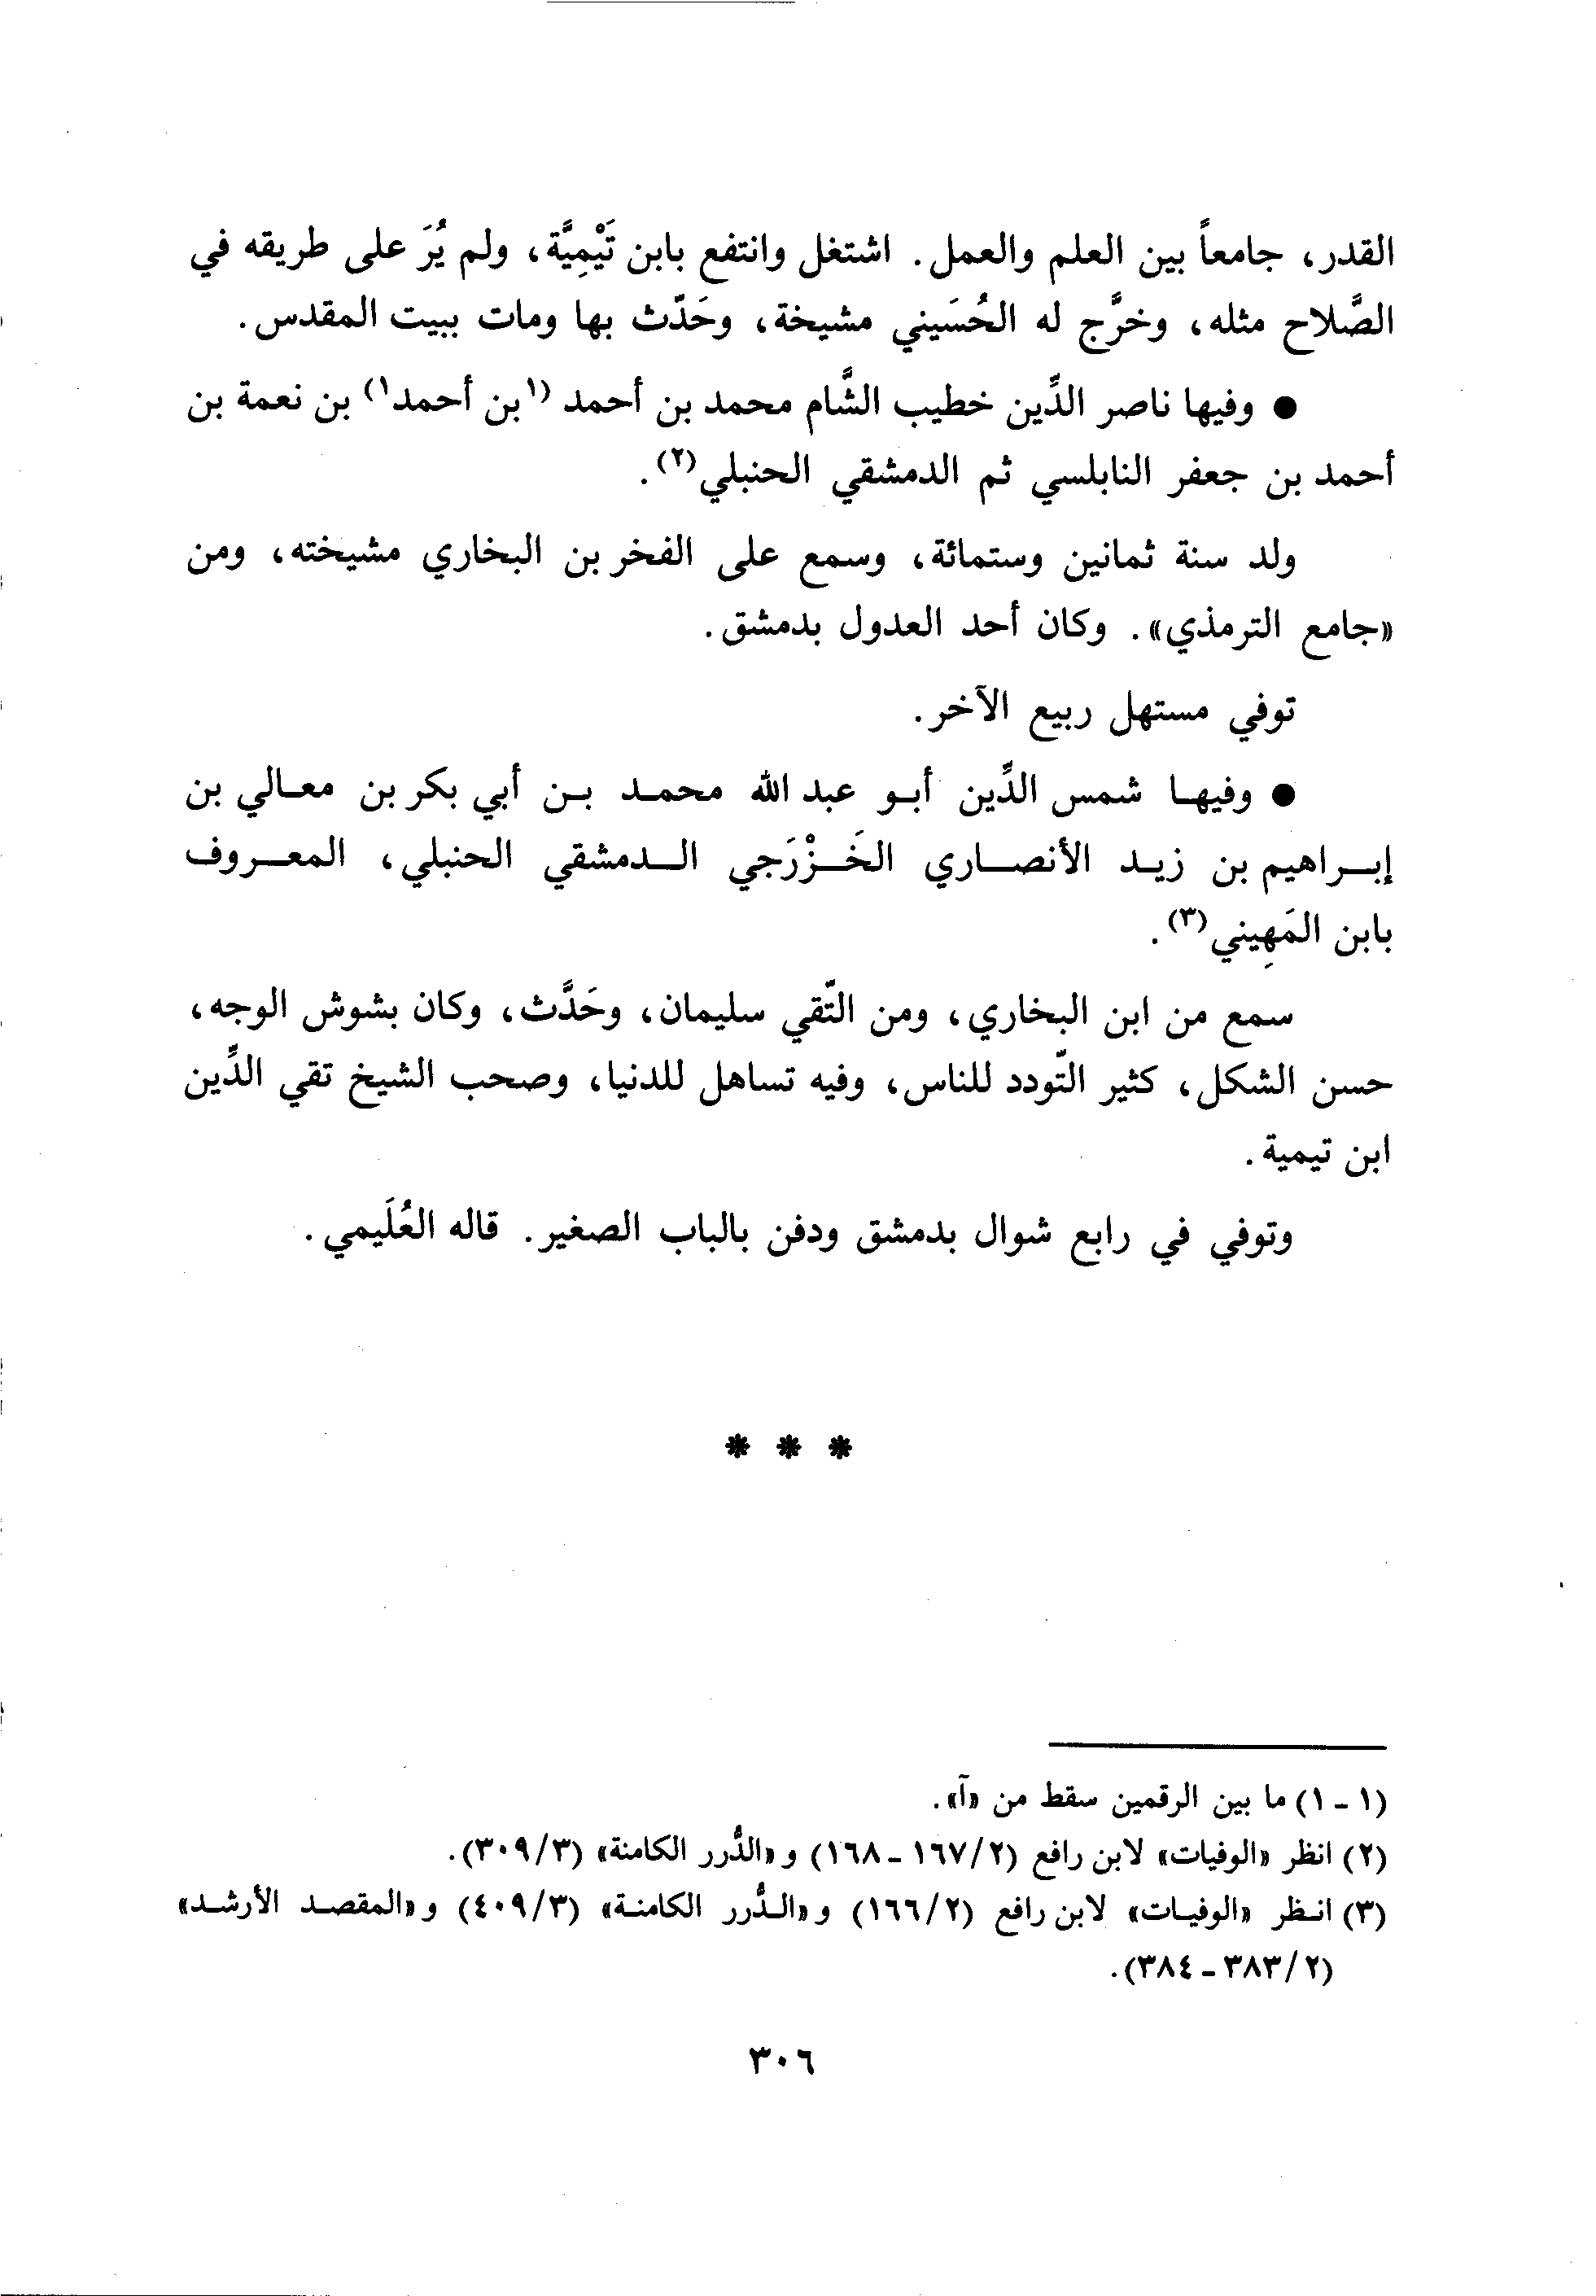 القدر، جامعاً بين العلم والعمل. اشتغل وانتفع بابن تَيْمِيَّة، ولم يُرَ على طريقه في
الصَّلاح مثله، وخرَّج له الحُسَيني مشيخة، وحَدّث بها ومات ببيت المقدس.
● وفيها ناصر الدِّين خطيب الشَّام محمد بن أحمد (١بن أحمد١) بن نعمة بن
أحمد بن جعفر النابلسي ثم الدمشقي الحنبلي(٢).
ولد سنة ثمانين وستمائة، وسمع على الفخر بن البخاري مشيخته، ومن
«جامع الترمذي». وكان أحد العدول بدمشق.
توفي مستهل ربيع الآخر.
● وفيها شمس الدِّين أبو عبد الله محمد بن أبي بكر بن معالي بن
إبراهيم بن زيد الأنصاري الخَزْرَجي الدمشقي الحنبلي، المعروف
بابن المَهِيني(٣).
سمع من ابن البخاري، ومن التّقي سليمان، وحَدَّث، وكان بشوش الوجه،
حسن الشكل، كثير التّودد للناس، وفيه تساهل للدنيا، وصحب الشيخ تقي الدِّين
ابن تيمية.
وتوفي في رابع شوال بدمشق ودفن بالباب الصغير. قاله العُلَيمي.
* * *
(١ - ١) ما بين الرقمين سقط من «آ».
(٢) انظر «الوفيات» لابن رافع (٢/١٦٧ - ١٦٨) و«الدُّرر الكامنة» (٣/٣٠٩).
(٣) انظر «الوفيات» لابن رافع (٢/١٦٦) و«الدُّرر الكامنة» (٣/٤٠٩) و«المقصد الأرشد»
(٢/٣٨٣ - ٣٨٤).
٣٠٦